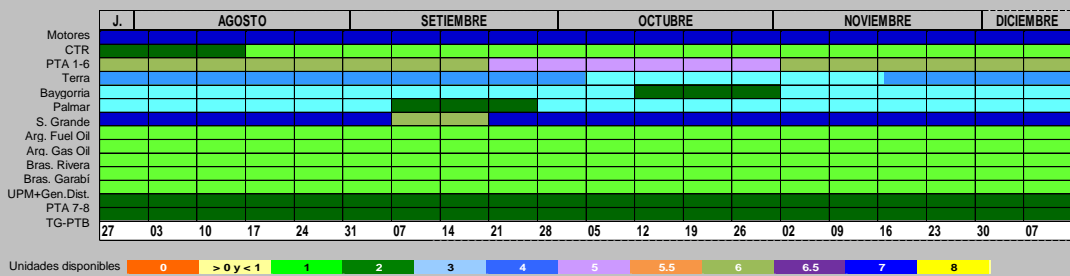 J. AGOSTO SETIEMBRE OCTUBRE NOVIEMBRE DICIEMBRE
Motores
CTR
PTA 1-6
Terra
Baygorria
Palmar
S. Grande
Arg. Fuel Oil
Arg. Gas Oil
Bras. Rivera
Bras. Garabí
UPM+Gen.Dist.
PTA 7-8
TG-PTB
27 03 10 17 24 31 07 14 21 28 05 12 19 26 02 09 16 23 30 07
Unidades disponibles 0 > 0 y < 1 1 2 3 4 5 5.5 6 6.5 7 8